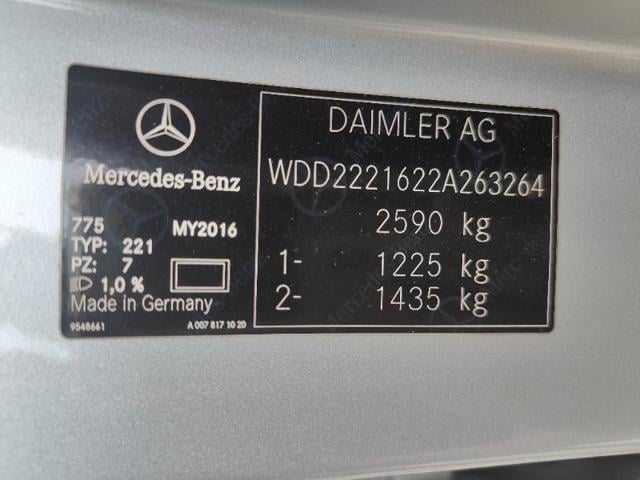 Mercedes-Benz
775 MY2016
TYP: 221
PZ: 7
1,0 %
Made in Germany
9548661 A 007 817 10 20
DAIMLER AG
WDD2221622A263264
2590 kg
1- 1225 kg
2- 1435 kg